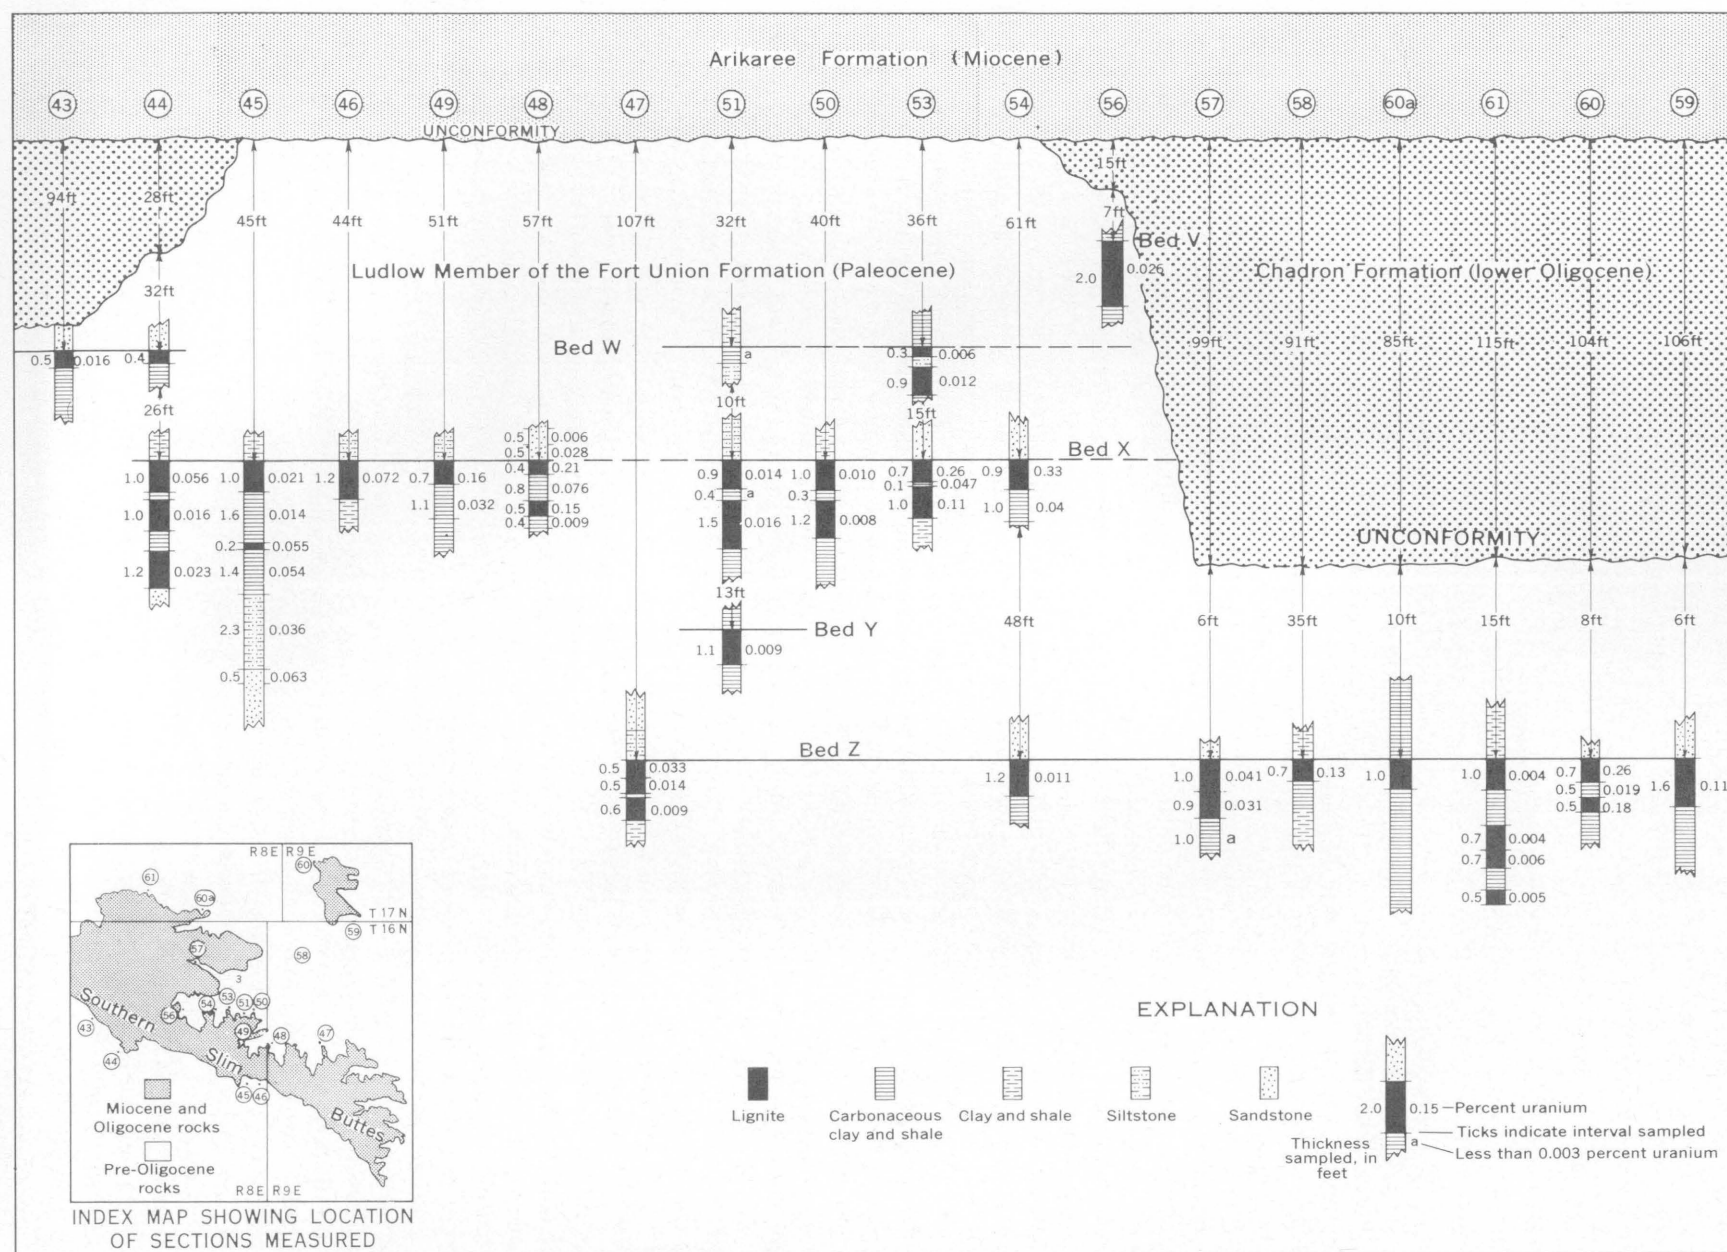 Arikaree Formation (Miocene)
43 44 45 46 49 48 47 51 50 53 54 56 57 58 60a 61 60 59
UNCONFORMITY
15ft
94ft 28ft 7ft
45ft 44ft 51ft 57ft 107ft 32ft 40ft 36ft 61ft
Bed V
Ludlow Member of the Fort Union Formation (Paleocene) 2.0 0.026 Chadron Formation (lower Oligocene)
32ft
Bed W a 0.3 0.006 99ft 91ft 85ft 115ft 104ft 106ft
0.5 0.016 0.4
0.9 0.012
26ft 10ft 15ft
0.5 0.006
0.5 0.028 Bed X
0.4 0.21
1.0 0.056 1.0 0.021 1.2 0.072 0.7 0.16 0.9 0.014 1.0 0.010 0.7 0.26 0.9 0.33
0.8 0.076 0.4 a 0.3 0.1 0.047
1.0 0.016 1.6 0.014 1.1 0.032 0.5 0.15 1.5 0.016 1.2 0.008 1.0 0.11 1.0 0.04
0.4 0.009
0.2 0.055 UNCONFORMITY
1.2 0.023 1.4 0.054
13ft
48ft 6ft 35ft 10ft 15ft 8ft 6ft
2.3 0.036 Bed Y
1.1 0.009
0.5 0.063
Bed Z
0.5 0.033 1.2 0.011 1.0 0.041 0.7 0.13 1.0 1.0 0.004 0.7 0.26 1.6 0.11
0.5 0.014 0.5 0.019
0.6 0.009 0.9 0.031 0.5 0.18
1.0 a 0.7 0.004
0.7 0.006
0.5 0.005
R8E R9E
60
61
60a
T17N
T16N
59
57 58
3
53 51 50
54
56
Southern
43 49 48 47
44 Slim
45 46
Buttes
Miocene and
Oligocene rocks
Pre-Oligocene
rocks
R8E R9E
INDEX MAP SHOWING LOCATION
OF SECTIONS MEASURED
EXPLANATION
Lignite
Carbonaceous
clay and shale
Clay and shale
Siltstone
Sandstone
2.0 0.15 Percent uranium
Ticks indicate interval sampled
a Less than 0.003 percent uranium
Thickness
sampled, in
feet